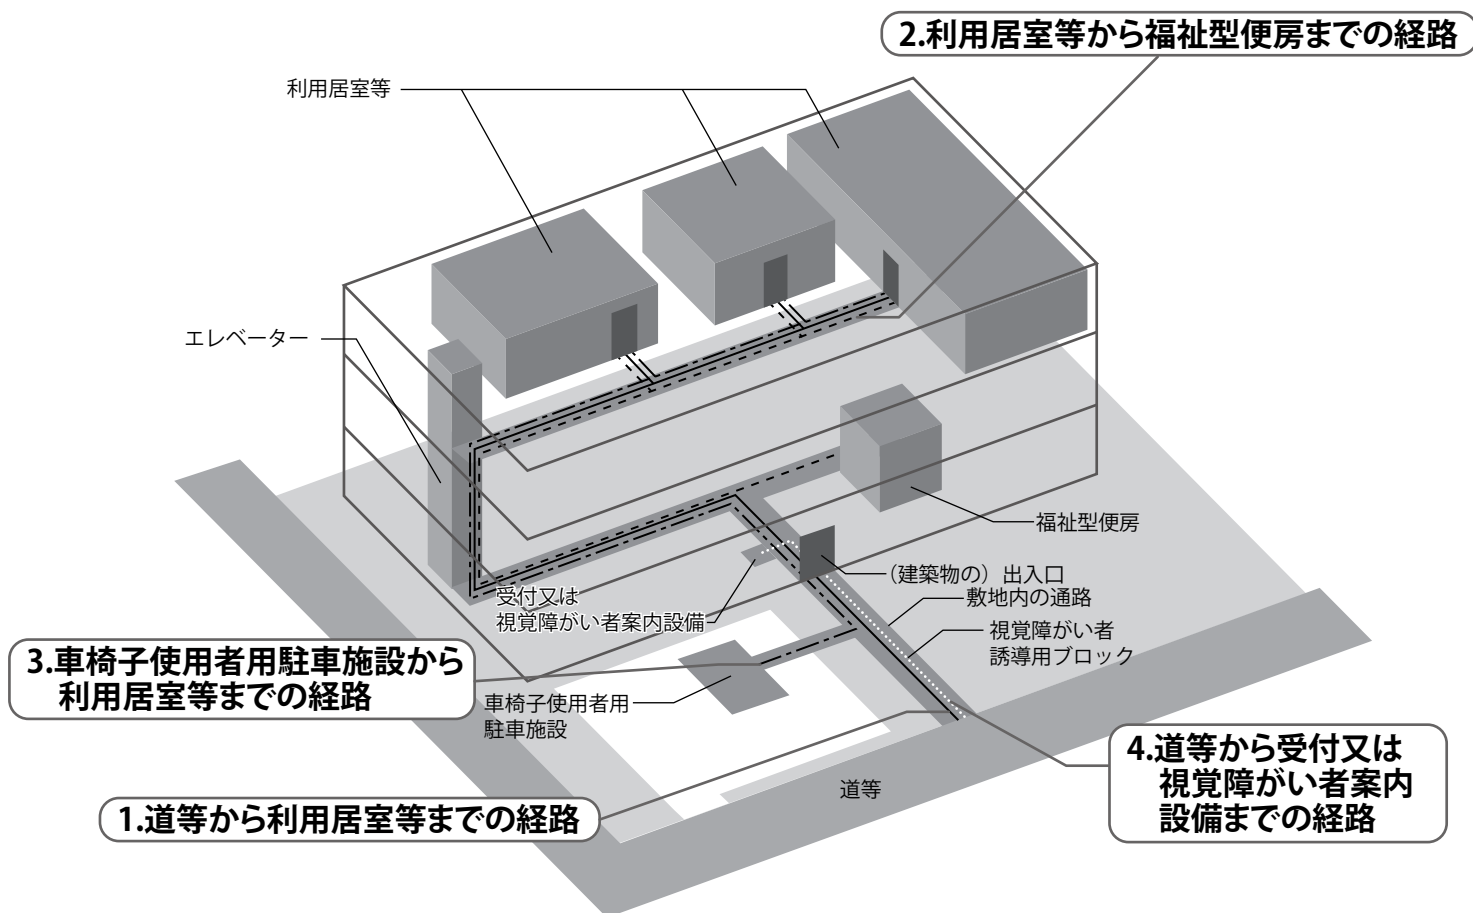 2.利用居室等から福祉型便房までの経路
利用居室等
エレベーター
福祉型便房
(建築物の）出入口
敷地内の通路
視覚障がい者
誘導用ブロック
受付又は
視覚障がい者案内設備
3.車椅子使用者用駐車施設から
利用居室等までの経路
車椅子使用者用
駐車施設
4.道等から受付又は
視覚障がい者案内
設備までの経路
道等
1.道等から利用居室等までの経路